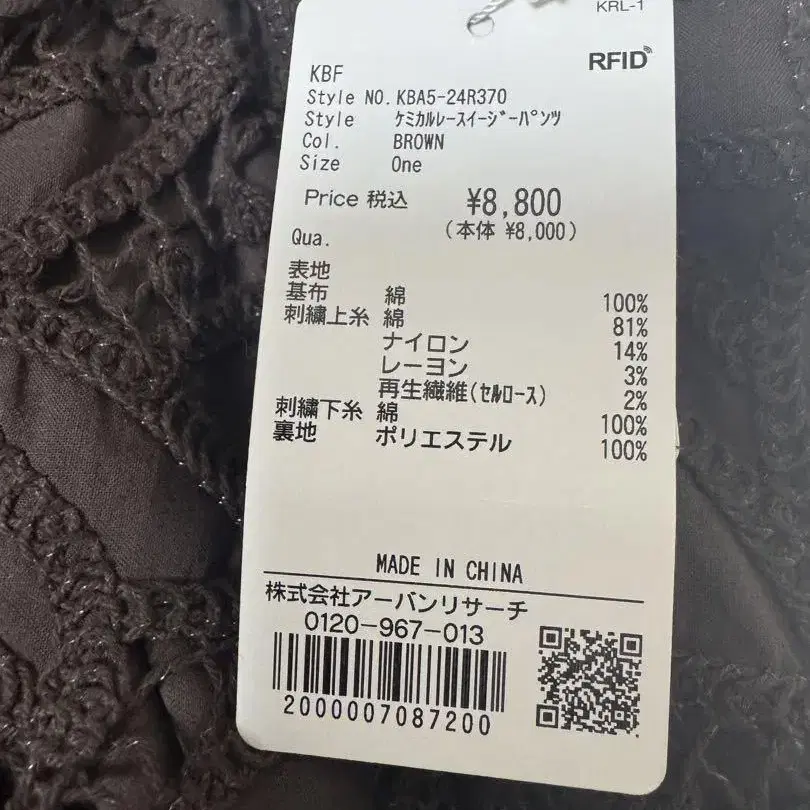 KRL-1
RFID
KBF
Style NO. KBA5-24R370
Style ｹﾐｶﾙﾚｰｽｲｰｼﾞｰﾊﾟﾝﾂ
Col. BROWN
Size One
Price 税込 ¥8,800
(本体 ¥8,000)
Qua.
表地
基布 綿 100%
刺繍上糸 綿 81%
ナイロン 14%
レーヨン 3%
再生繊維(ｾﾙﾛｰｽ) 2%
刺繍下糸 綿 100%
裏地 ポリエステル 100%
MADE IN CHINA
株式会社アーバンリサーチ
0120-967-013
2000007087200